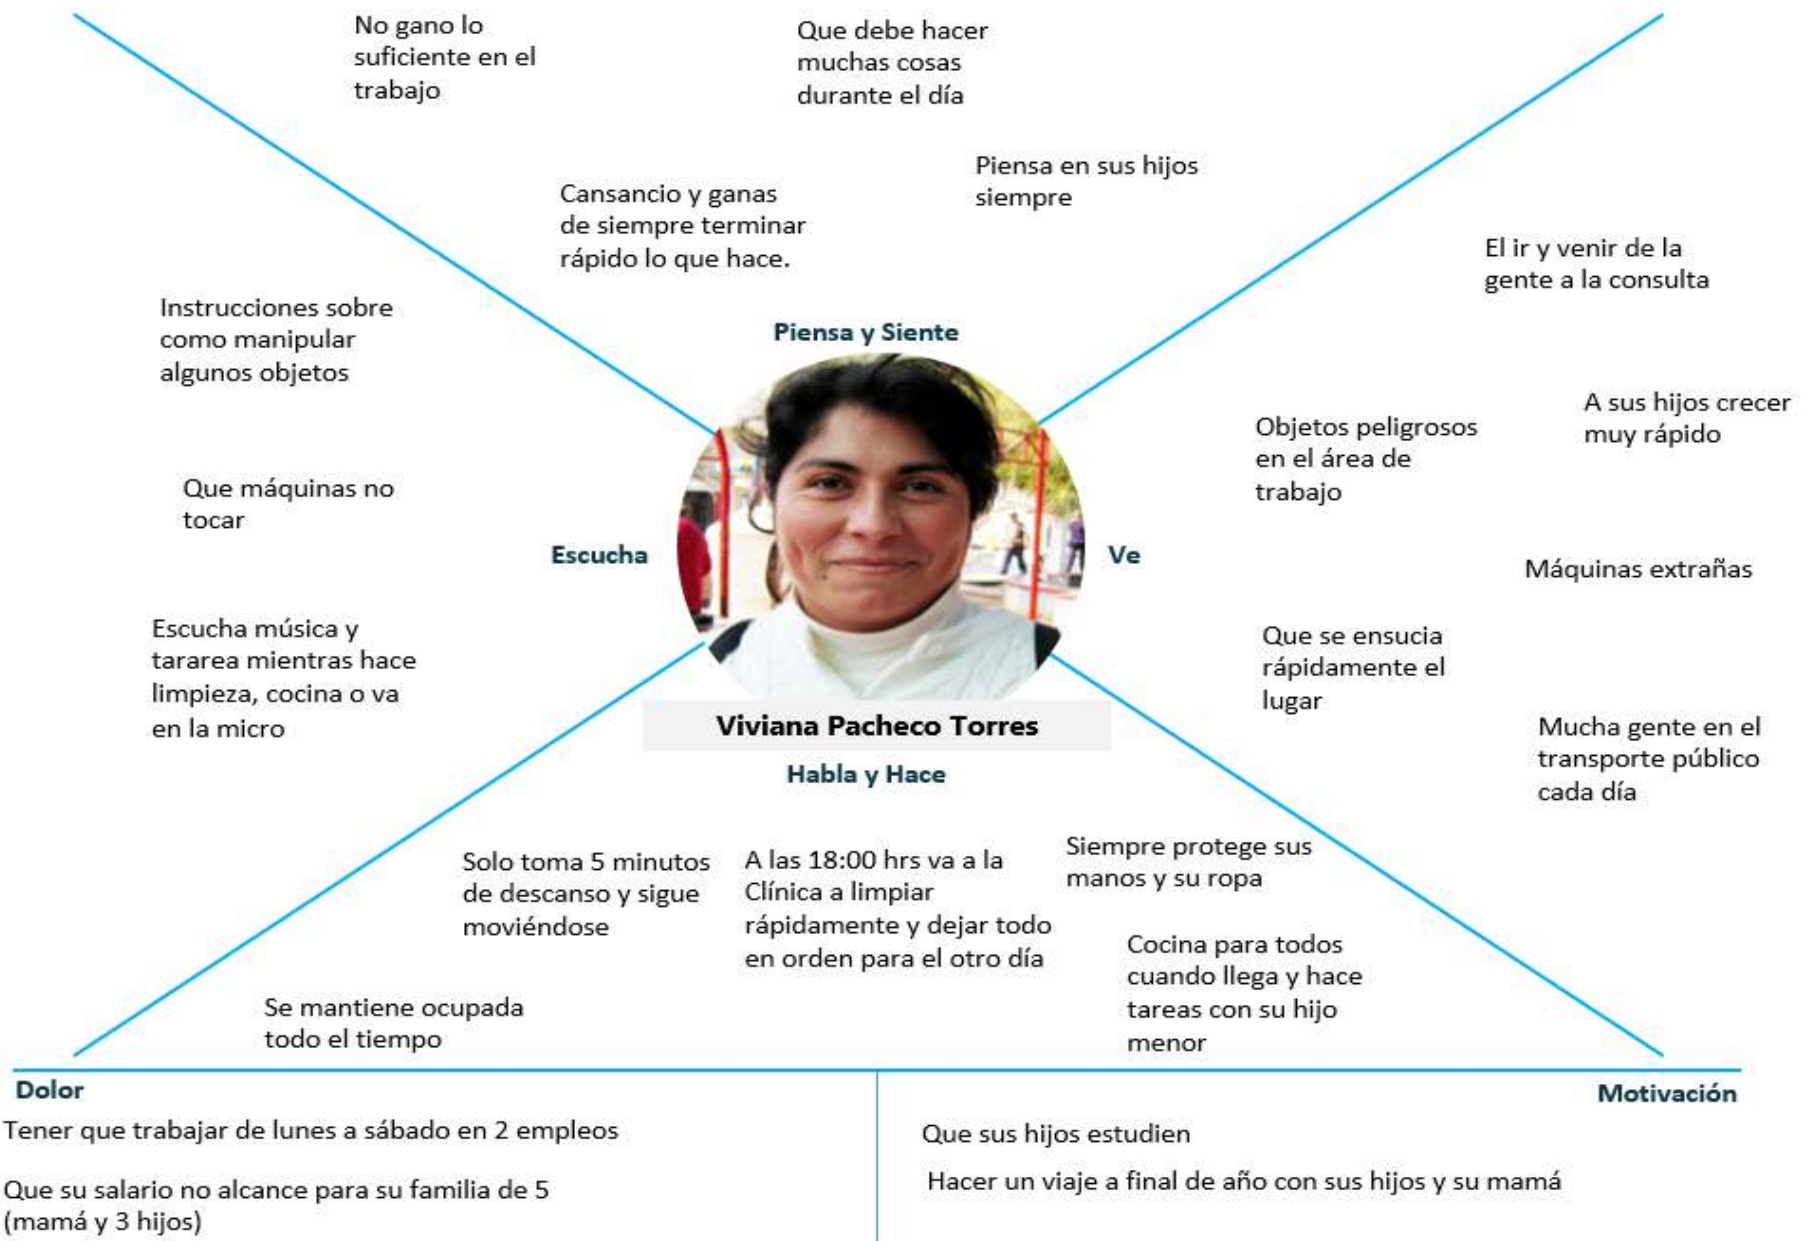 No gano lo
suficiente en el
trabajo
Que debe hacer
muchas cosas
durante el día
Cansancio y ganas
de siempre terminar
rápido lo que hace.
Piensa en sus hijos
siempre
Piensa y Siente
Instrucciones sobre
como manipular
algunos objetos
Que máquinas no
tocar
Escucha música y
tararea mientras hace
limpieza, cocina o va
en la micro
Escucha
Ve
El ir y venir de la
gente a la consulta
Objetos peligrosos
en el área de
trabajo
A sus hijos crecer
muy rápido
Máquinas extrañas
Que se ensucia
rápidamente el
lugar
Mucha gente en el
transporte público
cada día
Viviana Pacheco Torres
Habla y Hace
Solo toma 5 minutos
de descanso y sigue
moviéndose
A las 18:00 hrs va a la
Clínica a limpiar
rápidamente y dejar todo
en orden para el otro día
Siempre protege sus
manos y su ropa
Cocina para todos
cuando llega y hace
tareas con su hijo
menor
Se mantiene ocupada
todo el tiempo
Dolor
Tener que trabajar de lunes a sábado en 2 empleos
Que su salario no alcance para su familia de 5
(mamá y 3 hijos)
Motivación
Que sus hijos estudien
Hacer un viaje a final de año con sus hijos y su mamá